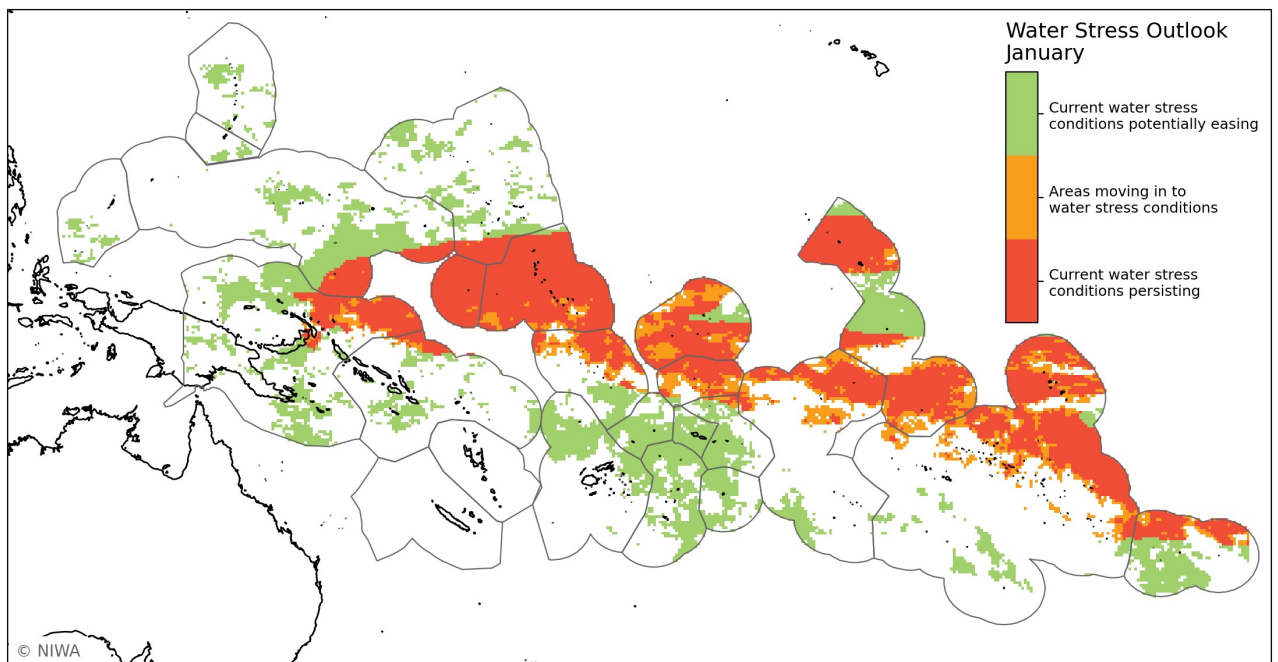 Water Stress Outlook
January
Current water stress
conditions potentially easing
Areas moving in to
water stress conditions
Current water stress
conditions persisting
© NIWA